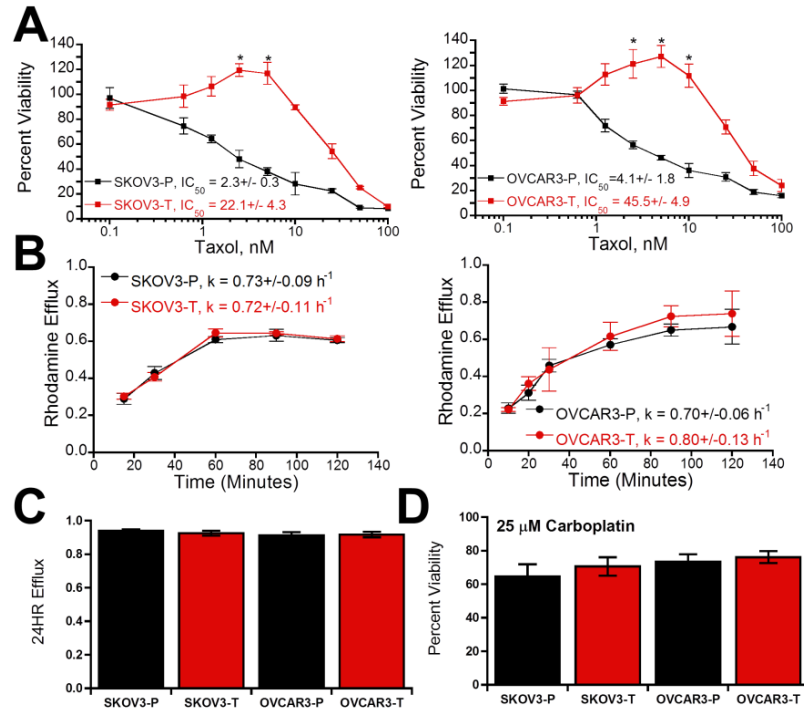 A
Percent Viability
140
120
100
80
60
40
20
0
SKOV3-P, IC50 = 2.3+/- 0.3
SKOV3-T, IC50 = 22.1+/- 4.3
* *
0.1 1 10 100
Taxol, nM
Percent Viability
140
120
100
80
60
40
20
0
OVCAR3-P, IC50=4.1+/- 1.8
OVCAR3-T, IC50 = 45.5+/- 4.9
* * *
0.1 1 10 100
Taxol, nM
B
Rhodamine Efflux
1.0
0.8
0.6
0.4
0.2
0.0
SKOV3-P, k = 0.73+/-0.09 h-1
SKOV3-T, k = 0.72+/-0.11 h-1
0 20 40 60 80 100 120 140
Time (Minutes)
Rhodamine Efflux
1.0
0.8
0.6
0.4
0.2
OVCAR3-P, k = 0.70+/-0.06 h-1
OVCAR3-T, k = 0.80+/-0.13 h-1
0 20 40 60 80 100 120 140
Time (Minutes)
C
24HR Efflux
1.0
0.8
0.6
0.4
0.2
0.0
SKOV3-P SKOV3-T OVCAR3-P OVCAR3-T
D
25 μM Carboplatin
Percent Viability
100
80
60
40
20
0
SKOV3-P SKOV3-T OVCAR3-P OVCAR3-T